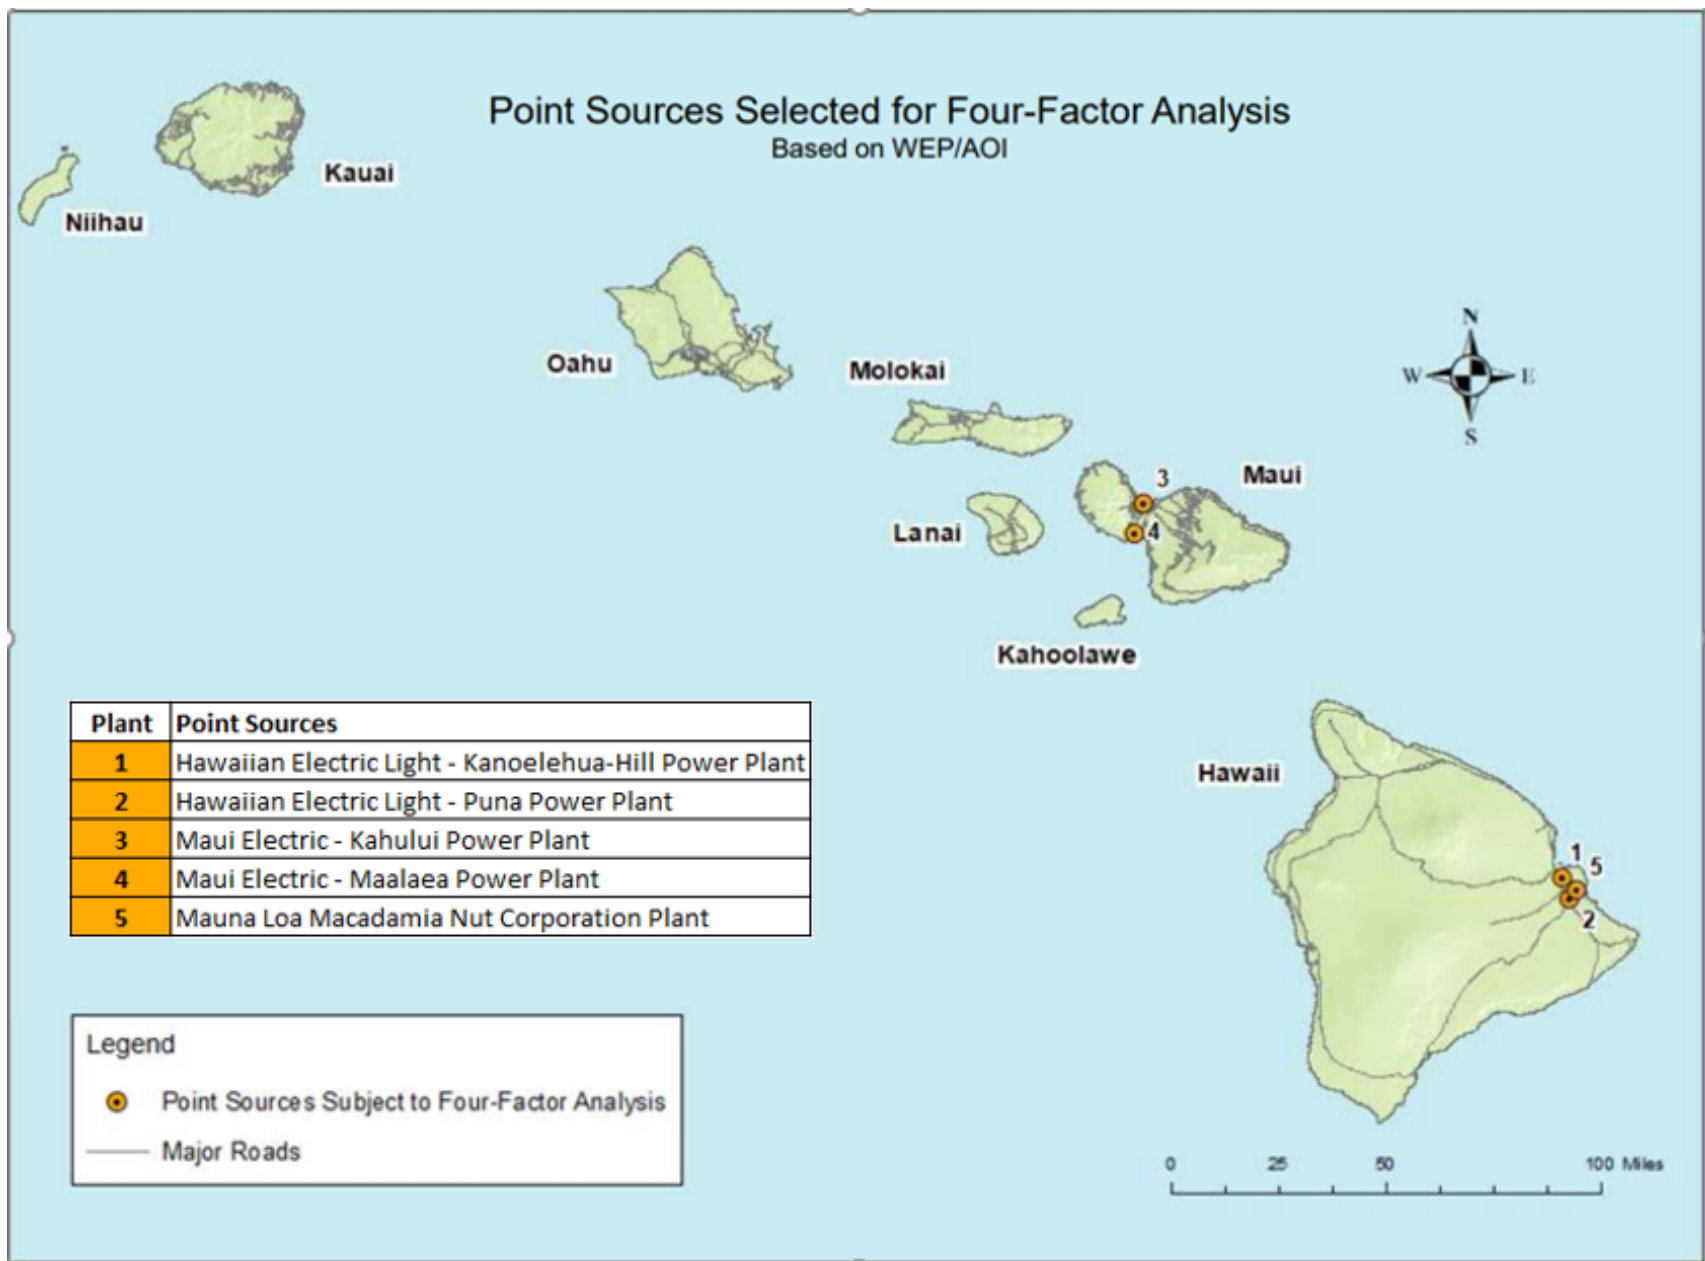 Point Sources Selected for Four-Factor Analysis
Based on WEP/AOI
Kauai
Niihau
Oahu
Molokai
N
W E
S
Maui
3
Lanai
4
Kahoolawe
Plant Point Sources
1 Hawaiian Electric Light - Kanoelehua-Hill Power Plant
2 Hawaiian Electric Light - Puna Power Plant
3 Maui Electric - Kahului Power Plant
4 Maui Electric - Maalaea Power Plant
5 Mauna Loa Macadamia Nut Corporation Plant
Hawaii
1
5
2
Legend
Point Sources Subject to Four-Factor Analysis
Major Roads
0 25 50 100 Miles